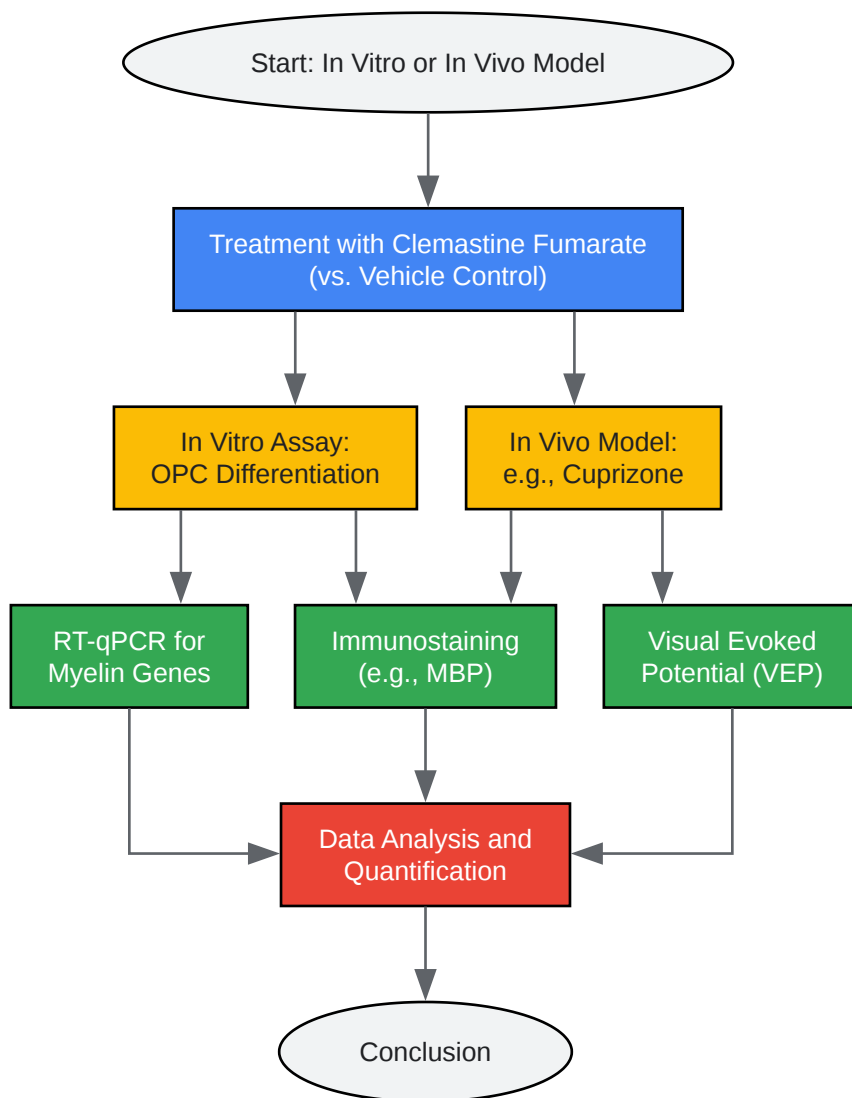 Start: In Vitro or In Vivo Model
Treatment with Clemastine Fumarate
(vs. Vehicle Control)
In Vitro Assay:
OPC Differentiation
In Vivo Model:
e.g., Cuprizone
RT-qPCR for
Myelin Genes
Immunostaining
(e.g., MBP)
Visual Evoked
Potential (VEP)
Data Analysis and
Quantification
Conclusion